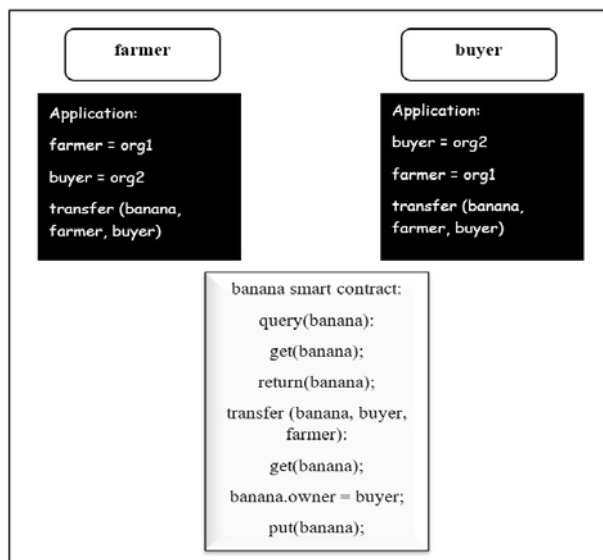 farmer
buyer
Application:
farmer = org1
buyer = org2
transfer (banana,
farmer, buyer)
Application:
buyer = org2
farmer = org1
transfer (banana,
farmer, buyer)
banana smart contract:
query(banana):
get(banana);
return(banana);
transfer (banana, buyer,
farmer):
get(banana);
banana.owner = buyer;
put(banana);